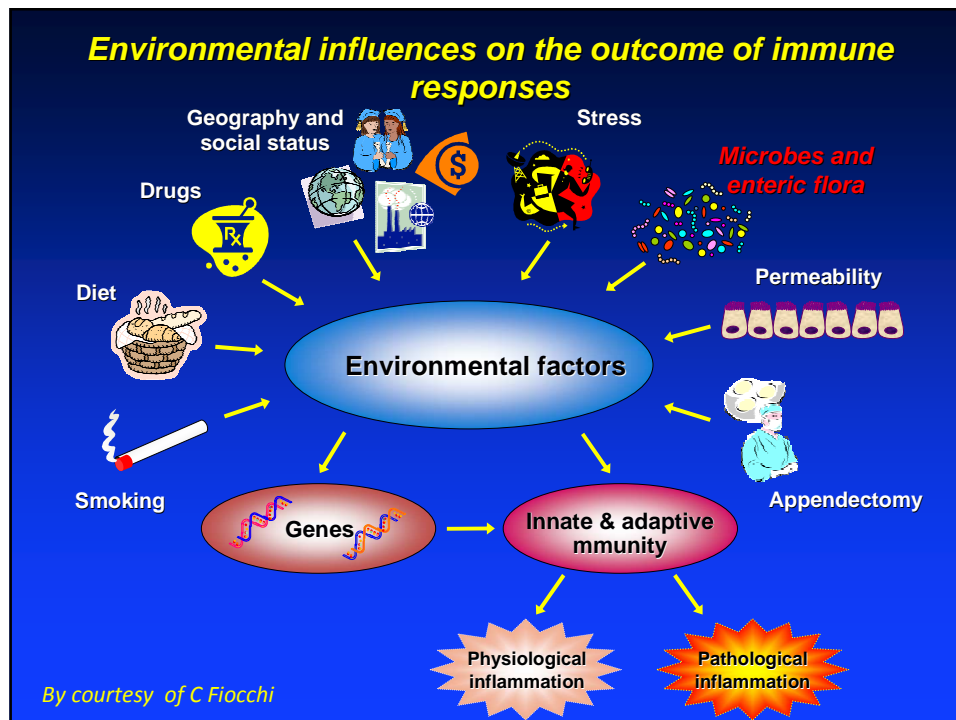 Environmental influences on the outcome of immune
responses
Geography and
social status
Stress
Microbes and
enteric flora
Drugs
Rx
$
Permeability
Diet
Environmental factors
Smoking
Appendectomy
Genes
Innate & adaptive
mmunity
Physiological
inflammation
Pathological
inflammation
By courtesy of C Fiocchi